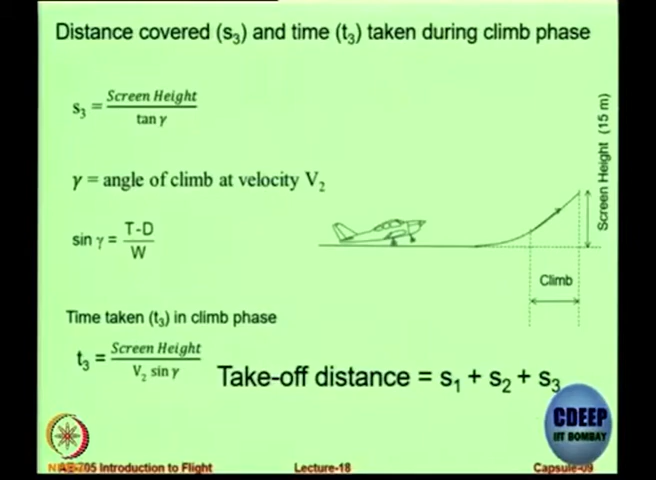 Distance covered (s₃) and time (t₃) taken during climb phase
s₃ = Screen Height / tan γ
γ = angle of climb at velocity V₂
sin γ = T-D / W
Screen Height (15 m)
Climb
Time taken (t₃) in climb phase
t₃ = Screen Height / V₂ sin γ
Take-off distance = s₁ + s₂ + s₃
CDEEP
IIT BOMBAY
705 Introduction to Flight
Lecture-18
Capsule-09